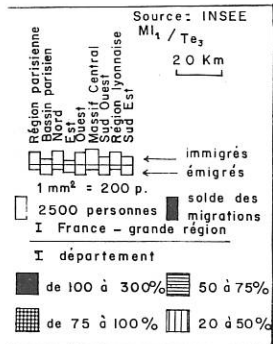 Source: INSEE
MI₁ / Te₃
20 Km
Région parisienne
Bassin parisien
Nord
Est
Ouest
Massif Central
Sud Ouest
Région lyonnaise
Sud Est
immigrés
émigrés
1 mm² = 200 p.
2500 personnes
solde des migrations
I France - grande région
I département
de 100 à 300%
50 à 75%
de 75 à 100%
20 à 50%